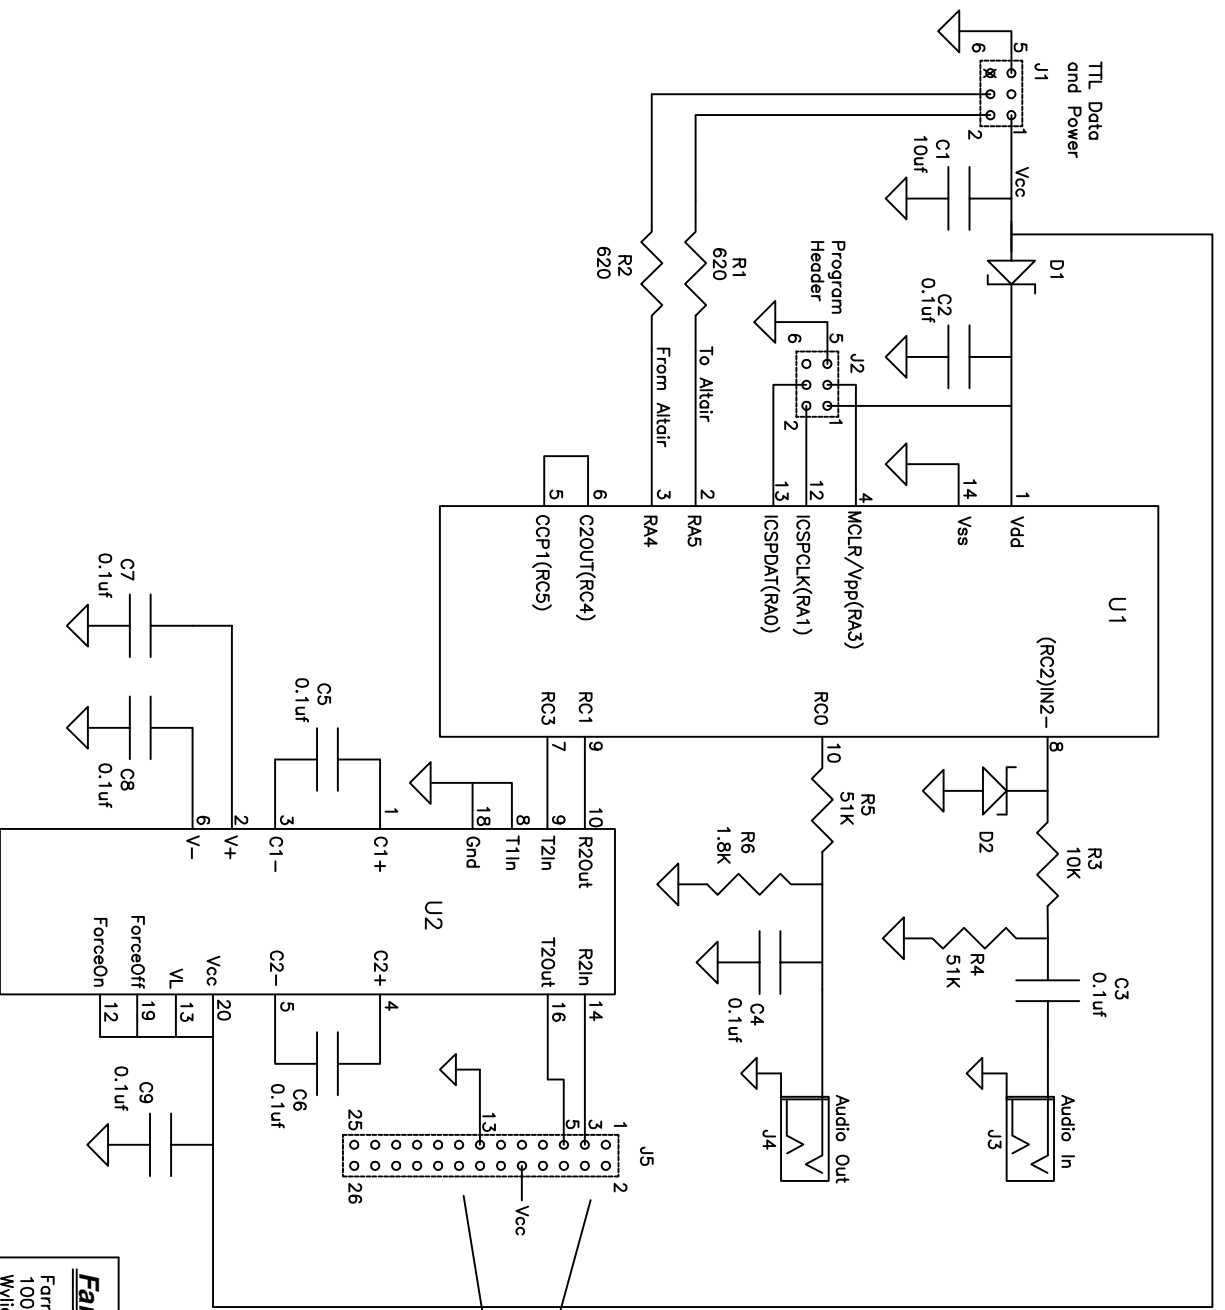 TTL Data
and Power
J1
5
6
1
2
Vcc
C1
10uf
D1
C2
0.1uf
Program
Header
J2
5
6
1
2
R1
620
R2
620
To Altair
From Altair
U1
1
Vdd
14
Vss
4
MCLR/Vpp(RA3)
12
ICSPCLK(RA1)
13
ICSPDAT(RA0)
2
RA5
3
RA4
6
C2OUT(RC4)
5
CCP1(RC5)
(RC2)IN2-
8
RC0
10
RC1
9
RC3
7
D2
R3
10K
R4
51K
C3
0.1uf
Audio In
J3
R5
51K
R6
1.8K
C4
0.1uf
Audio Out
J4
U2
10
R2Out
9
T2In
8
T1In
18
Gnd
1
C1+
3
C1-
2
V+
6
V-
C5
0.1uf
C7
0.1uf
C8
0.1uf
R2In
14
T2Out
16
C2+
4
C2-
5
Vcc
20
VL
13
ForceOff
19
ForceOn
12
C6
0.1uf
C9
0.1uf
J5
1
2
3
5
13
25
26
Vcc
Far
Farr
100
Wylie